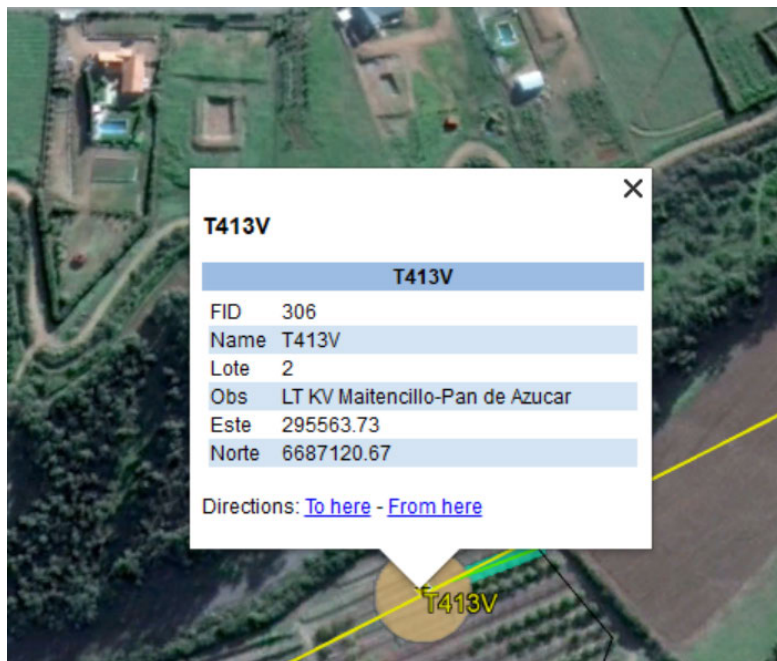 T413V
T413V
FID 306
Name T413V
Lote 2
Obs LT KV Maitencillo-Pan de Azucar
Este 295563.73
Norte 6687120.67
Directions: To here - From here
T413V